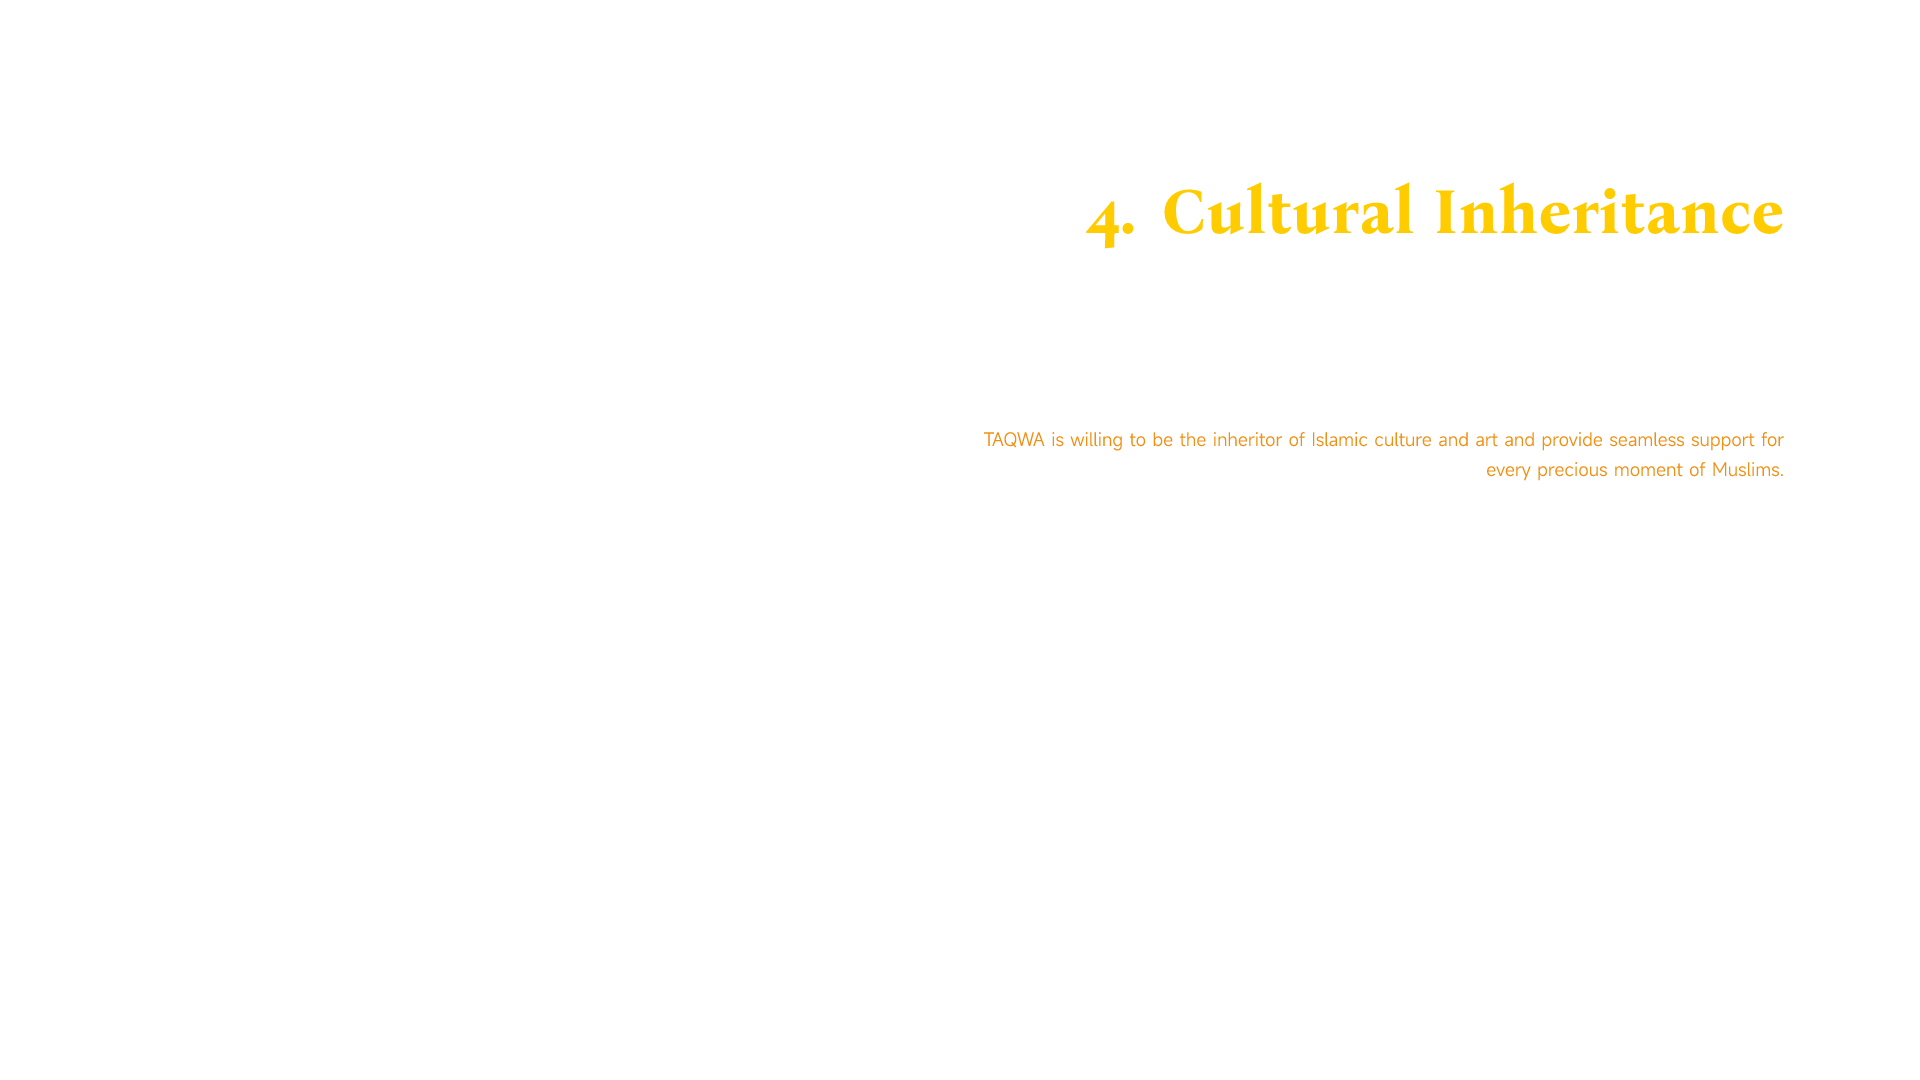 4. Cultural Inheritance
TAQWA is willing to be the inheritor of Islamic culture and art and provide seamless support for
every precious moment of Muslims.